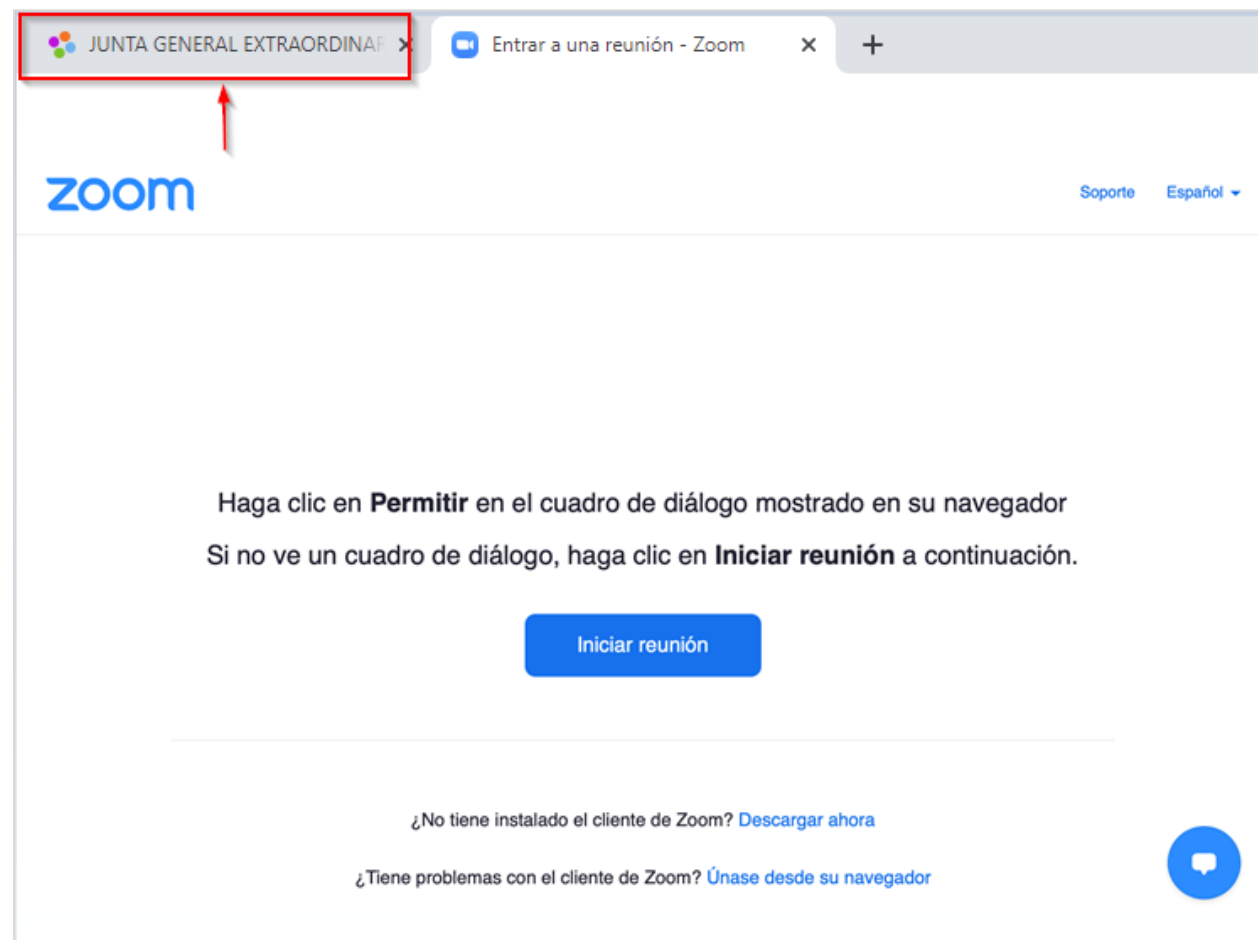 JUNTA GENERAL EXTRAORDINAR
Entrar a una reunión - Zoom
zoom
Soporte Español
Haga clic en Permitir en el cuadro de diálogo mostrado en su navegador
Si no ve un cuadro de diálogo, haga clic en Iniciar reunión a continuación.
Iniciar reunión
¿No tiene instalado el cliente de Zoom? Descargar ahora
¿Tiene problemas con el cliente de Zoom? Únase desde su navegador